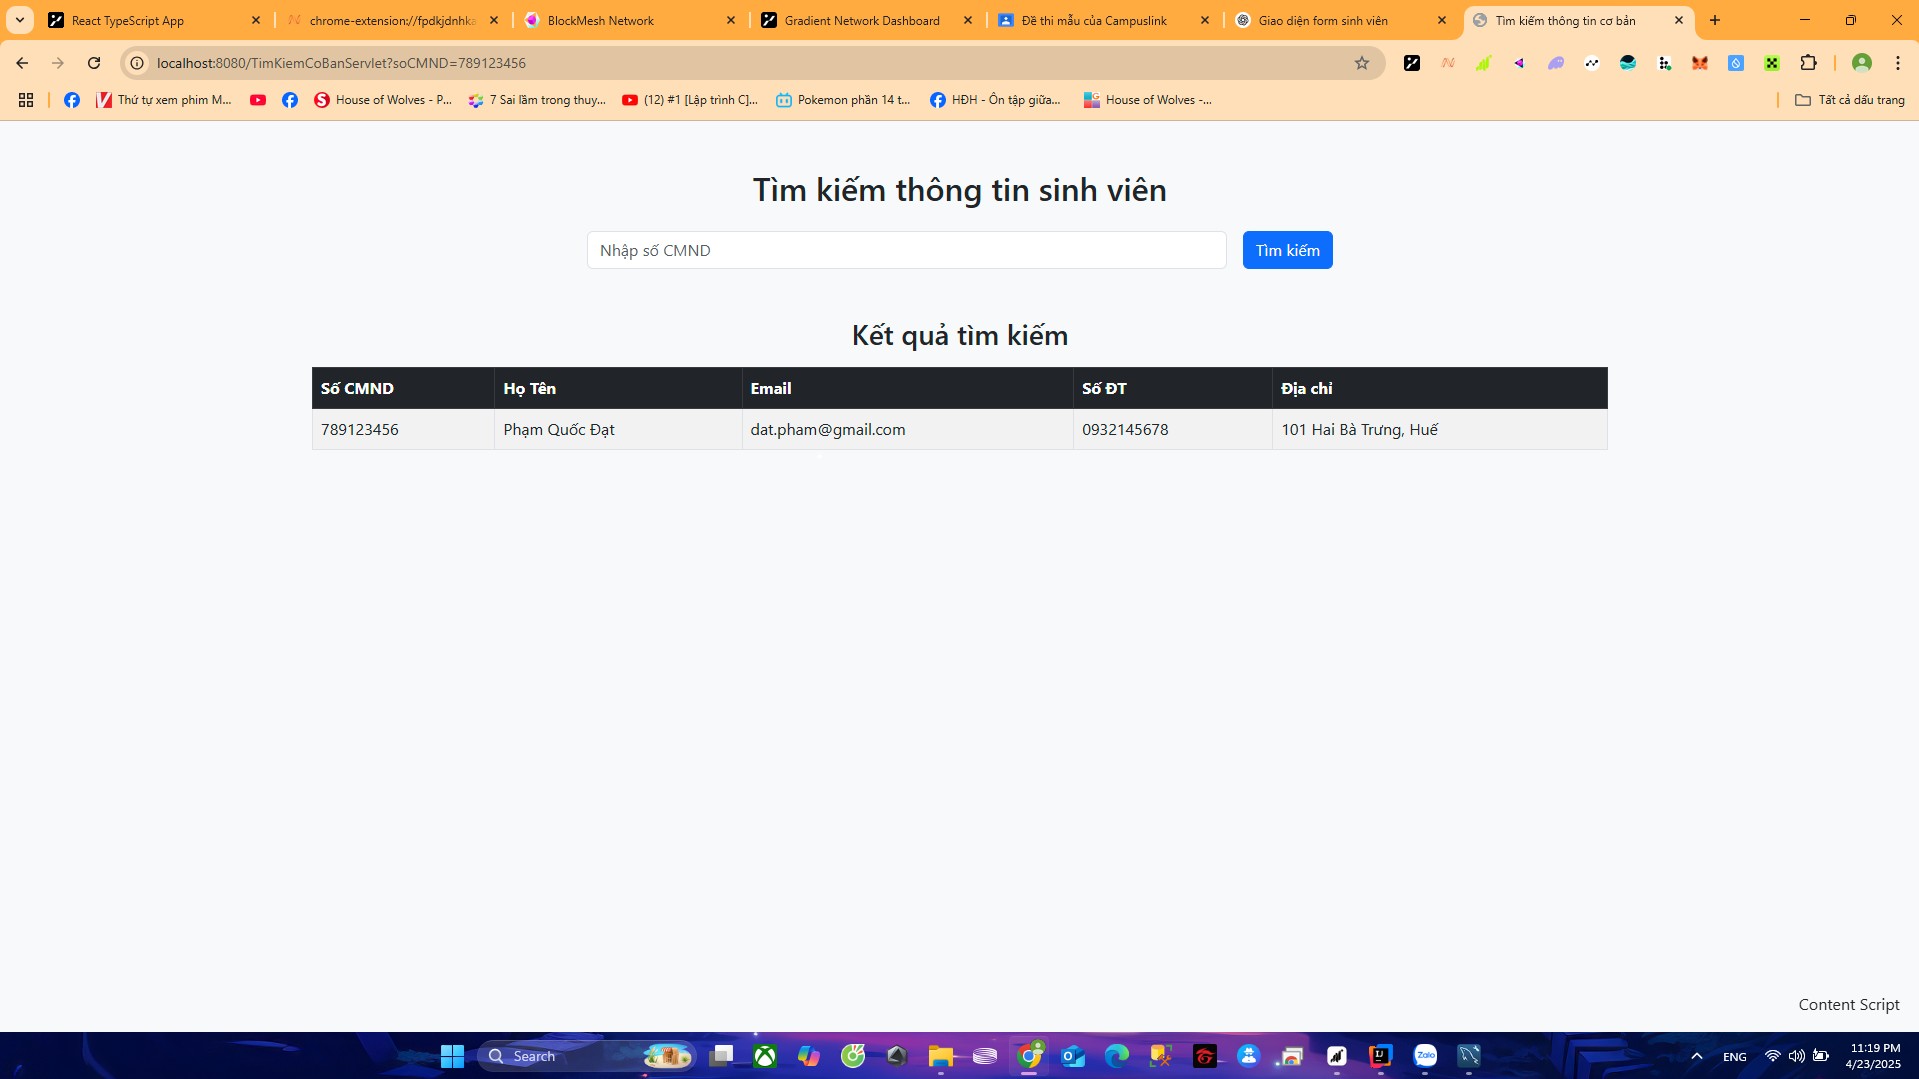 React TypeScript App
chrome-extension://fpdkjdnhka
BlockMesh Network
Gradient Network Dashboard
Đề thi mẫu của Campuslink
Giao diện form sinh viên
Tìm kiếm thông tin cơ bản
localhost:8080/TimKiemCoBanServlet?soCMND=789123456
Thứ tự xem phim M...
House of Wolves - P...
7 Sai lầm trong thuy...
(12) #1 [Lập trình C]...
Pokemon phần 14 t...
HĐH - Ôn tập giữa...
House of Wolves -...
Tất cả dấu trang
Tìm kiếm thông tin sinh viên
Nhập số CMND
Tìm kiếm
Kết quả tìm kiếm
Số CMND Họ Tên Email Số ĐT Địa chỉ
789123456 Phạm Quốc Đạt dat.pham@gmail.com 0932145678 101 Hai Bà Trưng, Huế
Content Script
Search
Zalo
ENG
11:19 PM
4/23/2025